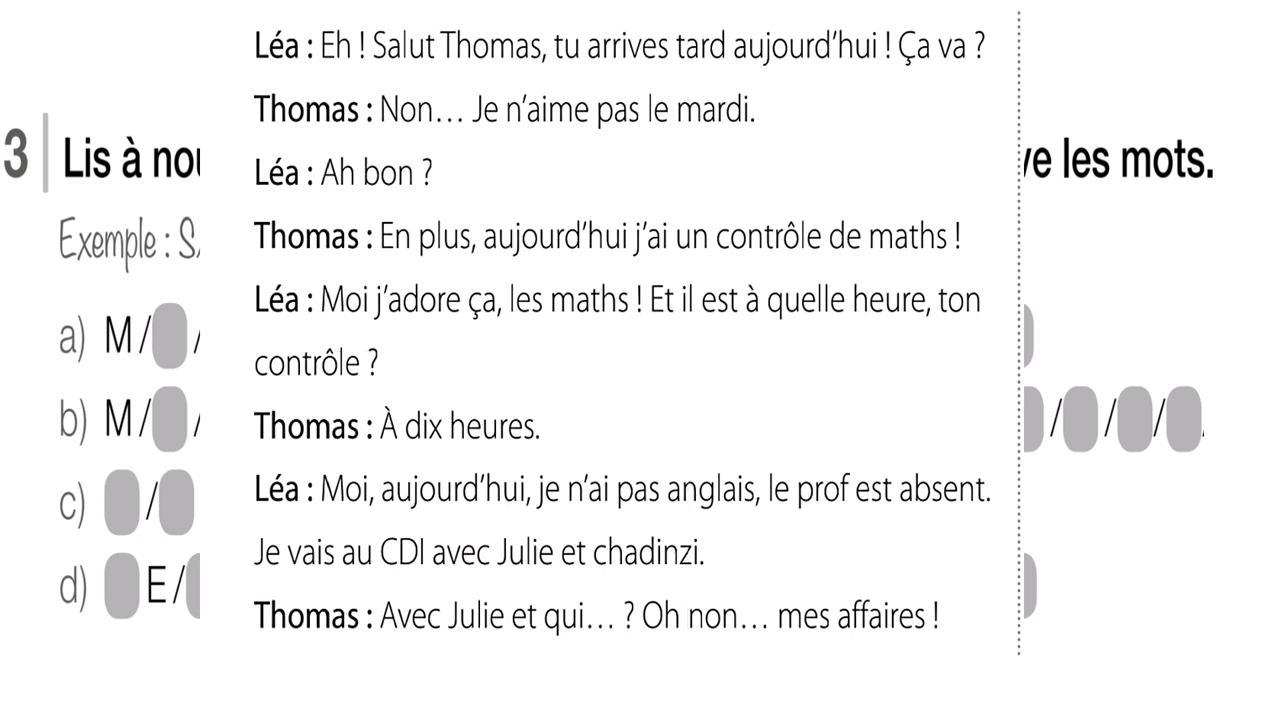 Léa : Eh ! Salut Thomas, tu arrives tard aujourd’hui ! Ça va ?
Thomas : Non… Je n’aime pas le mardi.
3 Lis à ve les mots.
Léa : Ah bon ?
Exemple :
Thomas : En plus, aujourd’hui j’ai un contrôle de maths !
Léa : Moi j’adore ça, les maths ! Et il est à quelle heure, ton
a) M /
contrôle ?
b) M / / / /
Thomas : À dix heures.
Léa : Moi, aujourd’hui, je n’ai pas anglais, le prof est absent.
c) /
Je vais au CDI avec Julie et chadinzi.
d) E /
Thomas : Avec Julie et qui… ? Oh non… mes affaires !